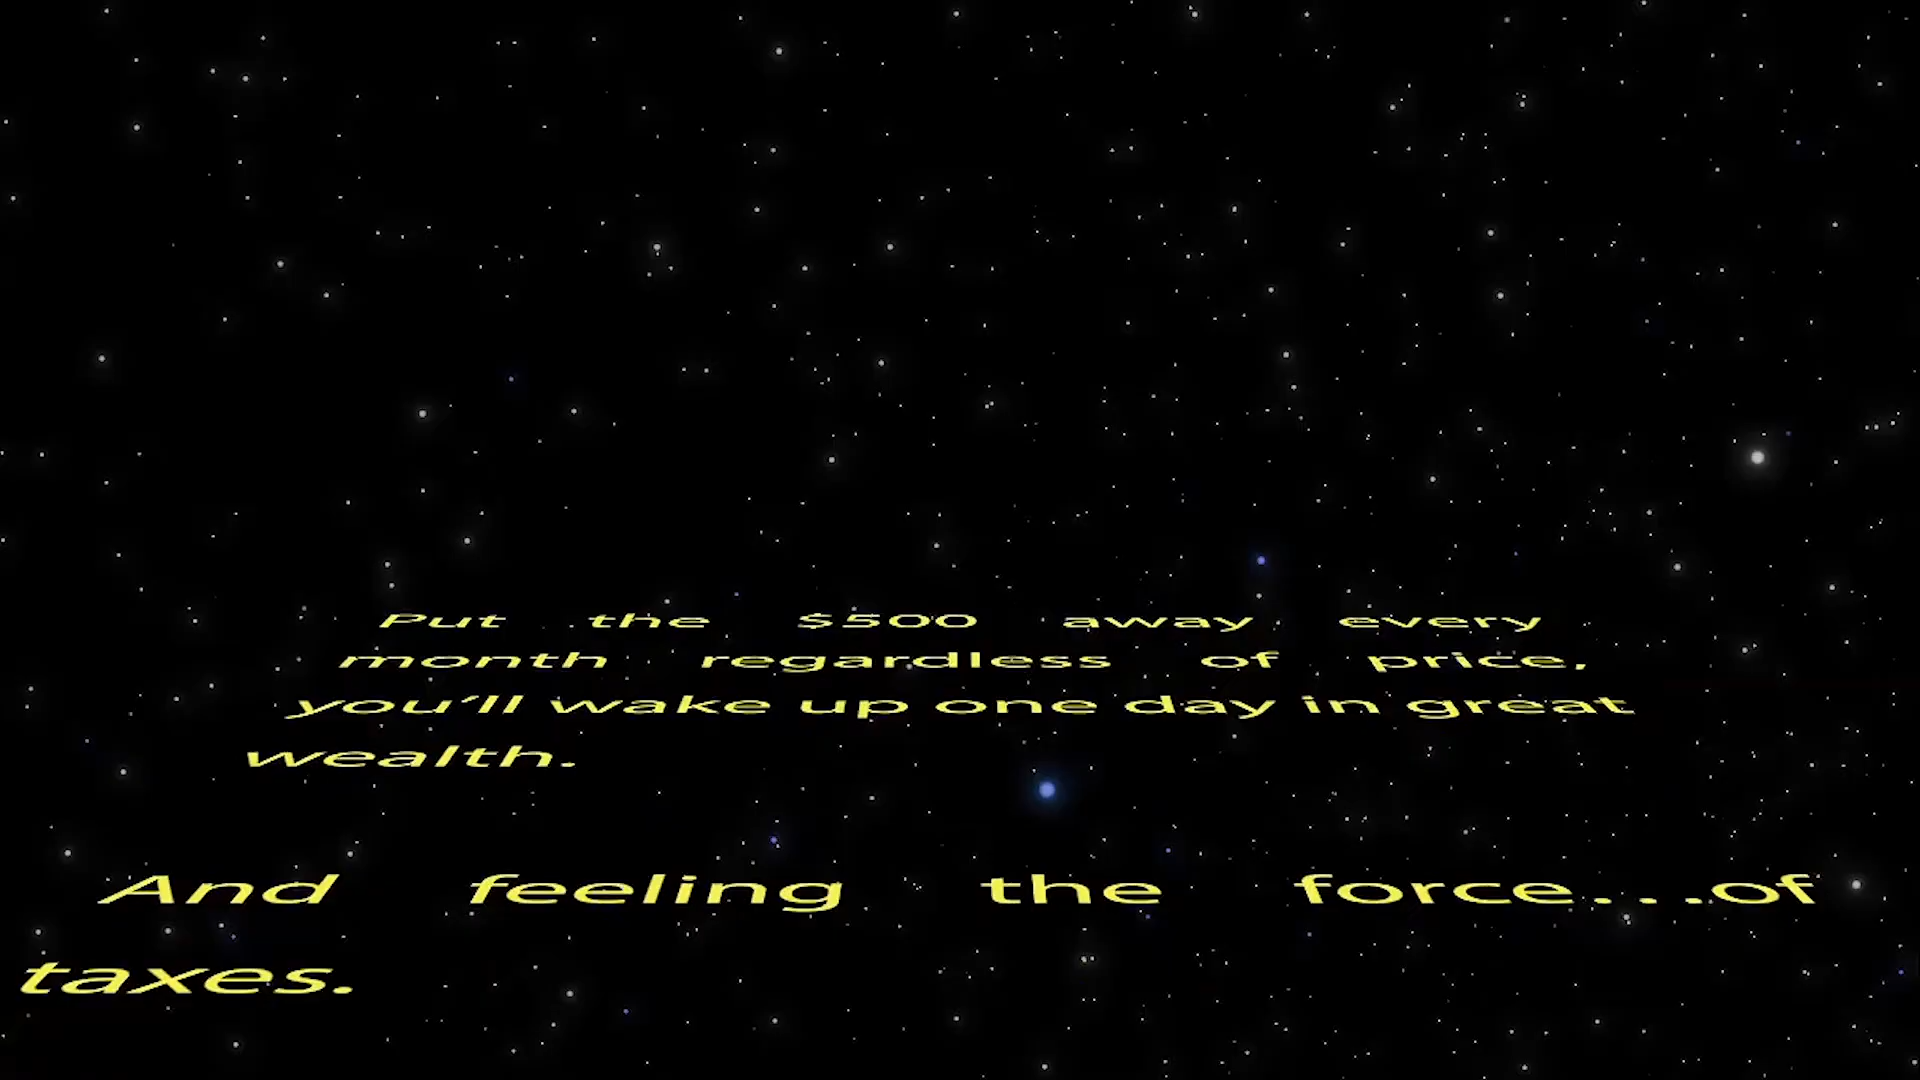 Put the $500 away every
month regardless of price,
you'll wake up one day in great
wealth.
And feeling the force...of
taxes.